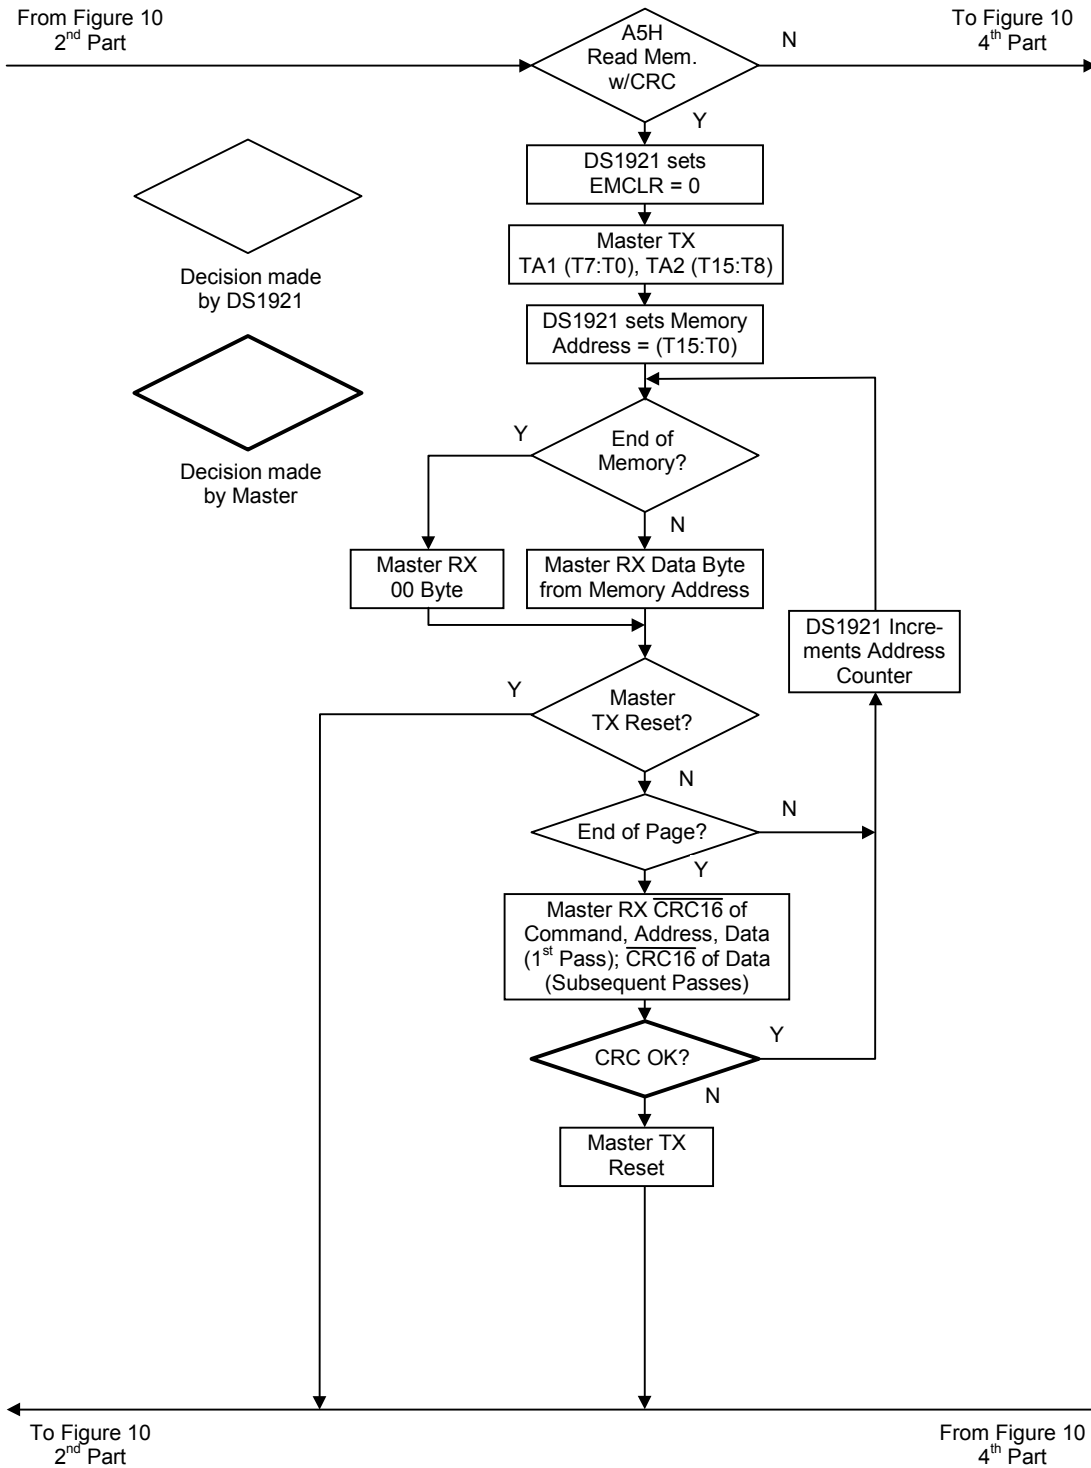 From Figure 10
2nd Part
To Figure 10
4th Part
A5H
Read Mem.
w/CRC
N
Y
DS1921 sets
EMCLR = 0
Master TX
TA1 (T7:T0), TA2 (T15:T8)
Decision made
by DS1921
DS1921 sets Memory
Address = (T15:T0)
Decision made
by Master
Y
End of
Memory?
N
Master RX
00 Byte
Master RX Data Byte
from Memory Address
DS1921 Incre-
ments Address
Counter
Y
Master
TX Reset?
N
End of Page?
N
Y
Master RX CRC16 of
Command, Address, Data
(1st Pass); CRC16 of Data
(Subsequent Passes)
CRC OK?
Y
N
Master TX
Reset
To Figure 10
2nd Part
From Figure 10
4th Part